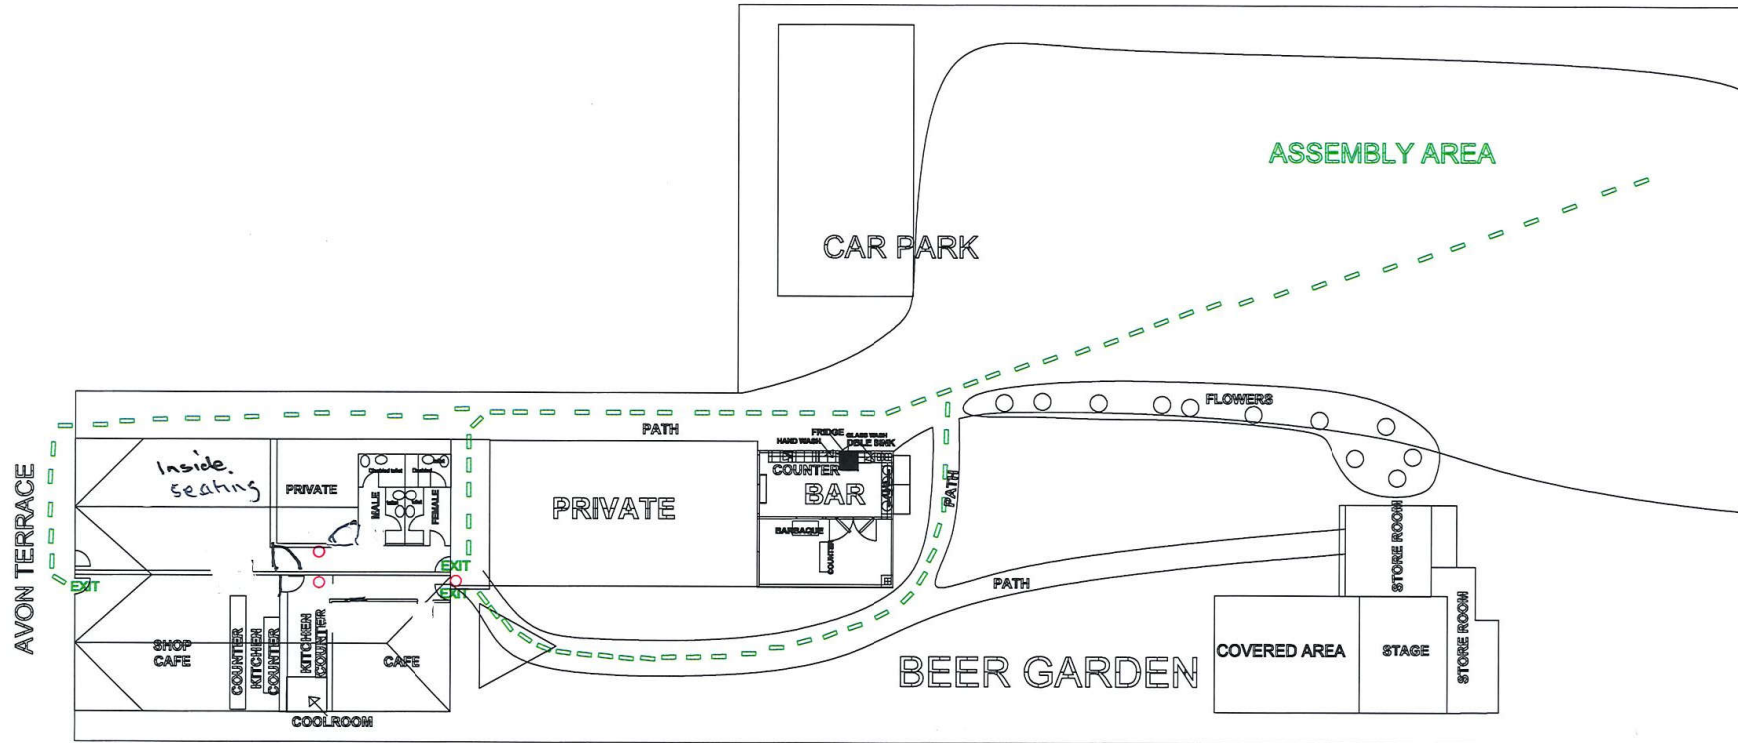 ASSEMBLY AREA
CAR PARK
FLOWERS
PATH
FRIDGE
GLASS WASH
HAND WASH
DBLE SINK
COUNTER
BAR
PRIVATE
BARBAQUE
COUNTER
PATH
PATH
Inside.
seating
PRIVATE
Disabled toilet
MALE
FEMALE
EXIT
EXIT
EXIT
AVON TERRACE
SHOP
CAFE
COUNTER
KITCHEN
COUNTER
KITCHEN
COUNTER
CAFE
COOLROOM
BEER GARDEN
COVERED AREA
STAGE
STORE ROOM
STORE ROOM